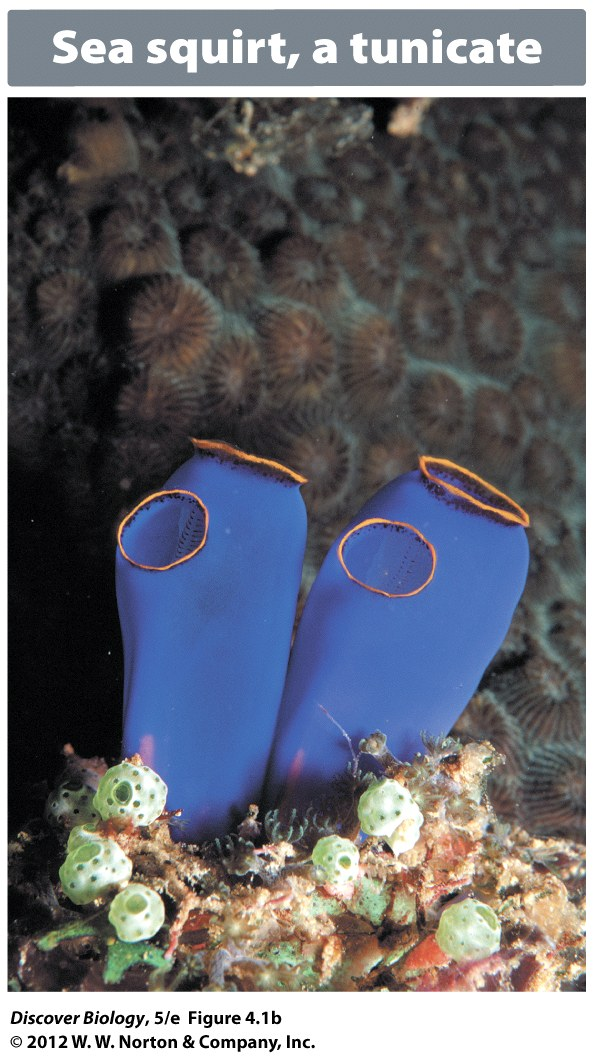 Sea squirt, a tunicate
Discover Biology, 5/e Figure 4.1b
© 2012 W. W. Norton & Company, Inc.